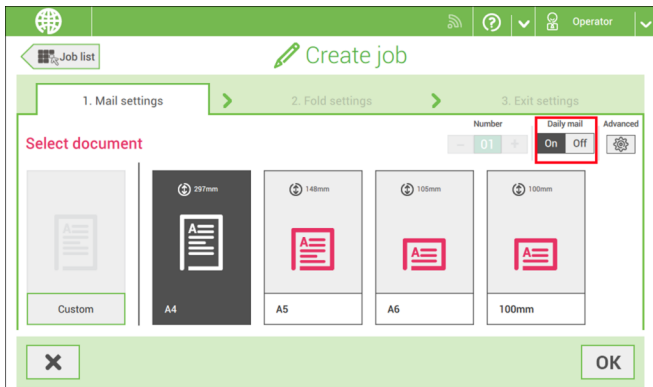 Operator
Job list
Create job
1. Mail settings
2. Fold settings
3. Exit settings
Select document
Number
- 01 +
Daily mail
On Off
Advanced
297mm
A4
148mm
A5
105mm
A6
100mm
100mm
Custom
OK